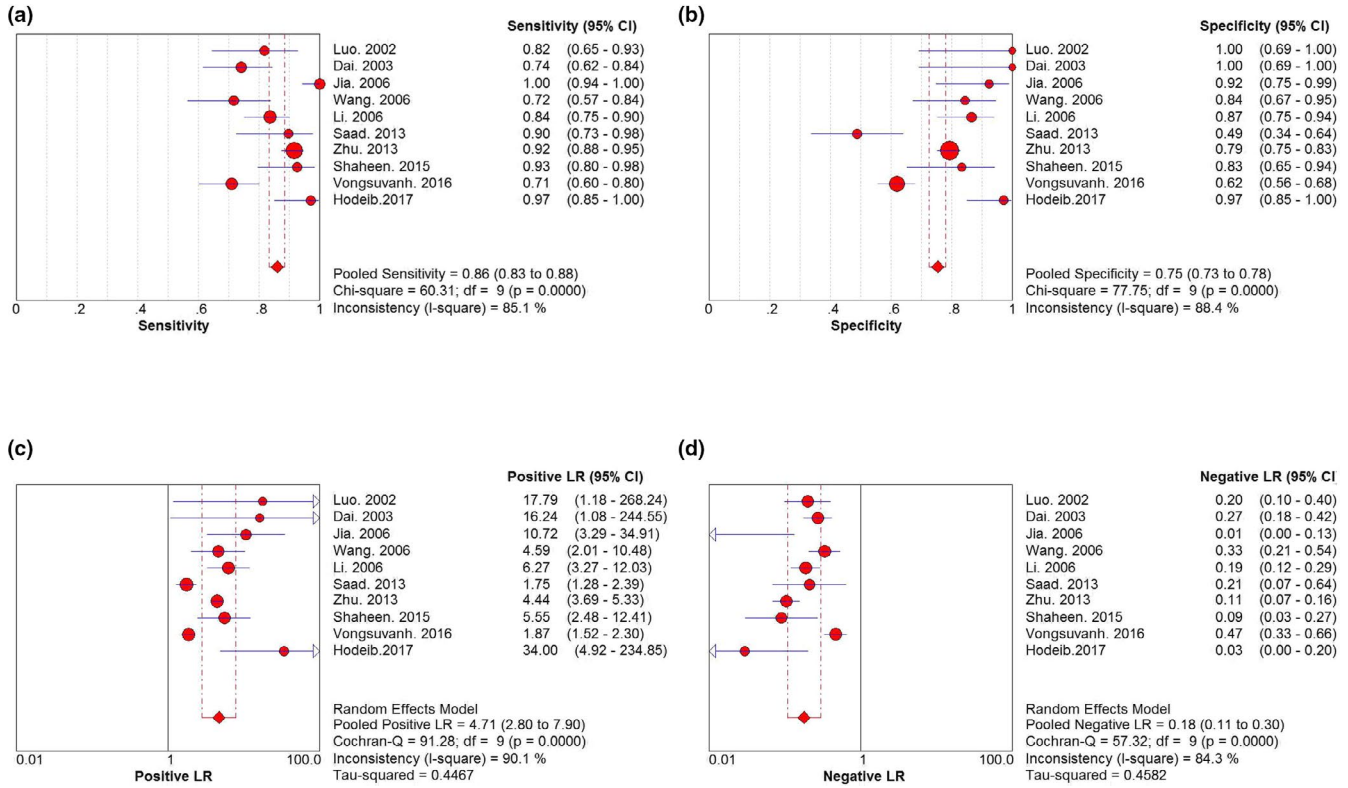 (a)
Sensitivity (95% CI)
Luo. 2002 0.82 (0.65 - 0.93)
Dai. 2003 0.74 (0.62 - 0.84)
Jia. 2006 1.00 (0.94 - 1.00)
Wang. 2006 0.72 (0.57 - 0.84)
Li. 2006 0.84 (0.75 - 0.90)
Saad. 2013 0.90 (0.73 - 0.98)
Zhu. 2013 0.92 (0.88 - 0.95)
Shaheen. 2015 0.93 (0.80 - 0.98)
Vongsuvanh. 2016 0.71 (0.60 - 0.80)
Hodeib.2017 0.97 (0.85 - 1.00)
Pooled Sensitivity = 0.86 (0.83 to 0.88)
Chi-square = 60.31; df = 9 (p = 0.0000)
Inconsistency (I-square) = 85.1 %
0 .2 .4 .6 .8 1
Sensitivity
(b)
Specificity (95% CI)
Luo. 2002 1.00 (0.69 - 1.00)
Dai. 2003 1.00 (0.69 - 1.00)
Jia. 2006 0.92 (0.75 - 0.99)
Wang. 2006 0.84 (0.67 - 0.95)
Li. 2006 0.87 (0.75 - 0.94)
Saad. 2013 0.49 (0.34 - 0.64)
Zhu. 2013 0.79 (0.75 - 0.83)
Shaheen. 2015 0.83 (0.65 - 0.94)
Vongsuvanh. 2016 0.62 (0.56 - 0.68)
Hodeib.2017 0.97 (0.85 - 1.00)
Pooled Specificity = 0.75 (0.73 to 0.78)
Chi-square = 77.75; df = 9 (p = 0.0000)
Inconsistency (I-square) = 88.4 %
0 .2 .4 .6 .8 1
Specificity
(c)
Positive LR (95% CI)
Luo. 2002 17.79 (1.18 - 268.24)
Dai. 2003 16.24 (1.08 - 244.55)
Jia. 2006 10.72 (3.29 - 34.91)
Wang. 2006 4.59 (2.01 - 10.48)
Li. 2006 6.27 (3.27 - 12.03)
Saad. 2013 1.75 (1.28 - 2.39)
Zhu. 2013 4.44 (3.69 - 5.33)
Shaheen. 2015 5.55 (2.48 - 12.41)
Vongsuvanh. 2016 1.87 (1.52 - 2.30)
Hodeib.2017 34.00 (4.92 - 234.85)
Random Effects Model
Pooled Positive LR = 4.71 (2.80 to 7.90)
Cochran-Q = 91.28; df = 9 (p = 0.0000)
Inconsistency (I-square) = 90.1 %
Tau-squared = 0.4467
0.01 1 100.0
Positive LR
(d)
Negative LR (95% CI)
Luo. 2002 0.20 (0.10 - 0.40)
Dai. 2003 0.27 (0.18 - 0.42)
Jia. 2006 0.01 (0.00 - 0.13)
Wang. 2006 0.33 (0.21 - 0.54)
Li. 2006 0.19 (0.12 - 0.29)
Saad. 2013 0.21 (0.07 - 0.64)
Zhu. 2013 0.11 (0.07 - 0.16)
Shaheen. 2015 0.09 (0.03 - 0.27)
Vongsuvanh. 2016 0.47 (0.33 - 0.66)
Hodeib.2017 0.03 (0.00 - 0.20)
Random Effects Model
Pooled Negative LR = 0.18 (0.11 to 0.30)
Cochran-Q = 57.32; df = 9 (p = 0.0000)
Inconsistency (I-square) = 84.3 %
Tau-squared = 0.4582
0.01 1 100.0
Negative LR